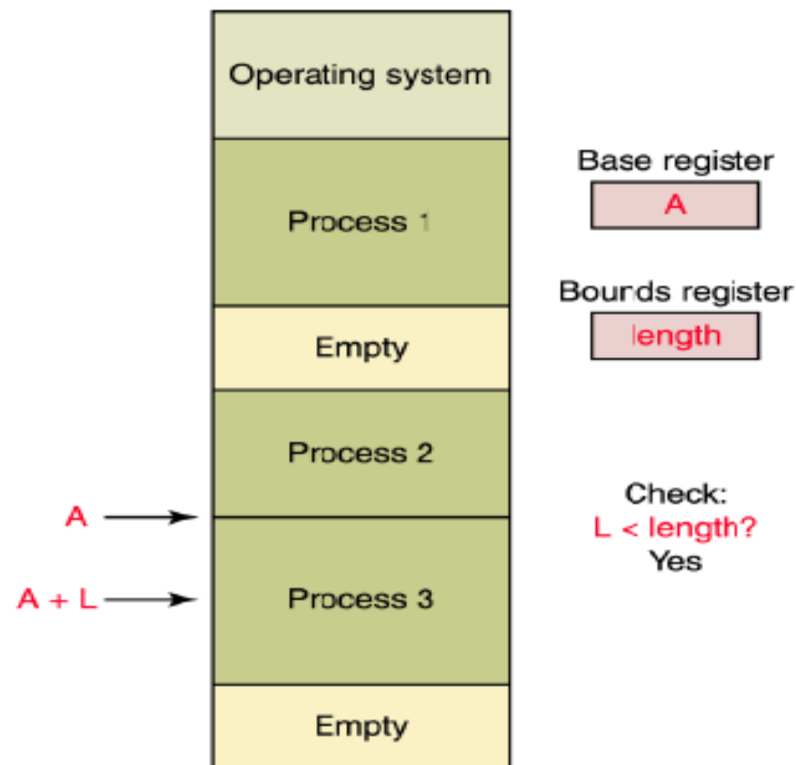 Operating system
Process 1
Empty
Process 2
Process 3
Empty
A
A + L
Base register
A
Bounds register
length
Check:
L < length?
Yes